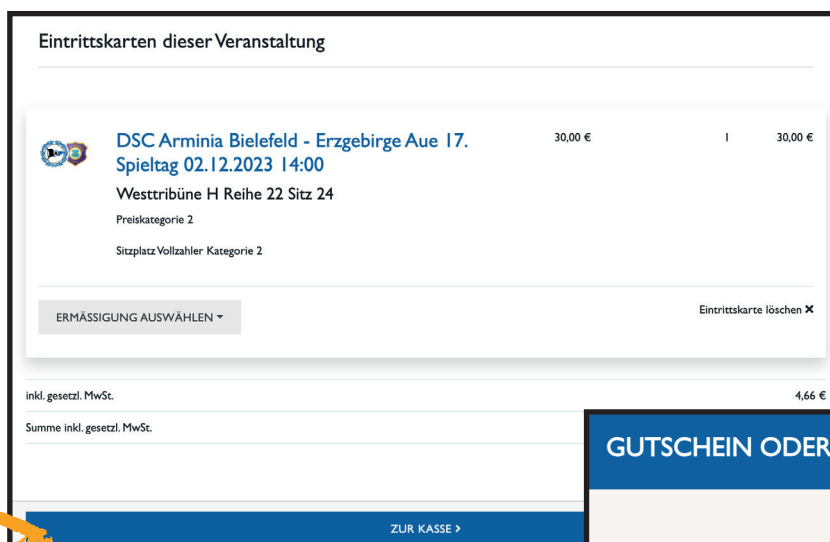 Eintrittskarten dieser Veranstaltung
DSC Arminia Bielefeld - Erzgebirge Aue 17. 30,00 € 1 30,00 €
Spieltag 02.12.2023 14:00
Westtribüne H Reihe 22 Sitz 24
Preiskategorie 2
Sitzplatz Vollzahler Kategorie 2
ERMÄSSIGUNG AUSWÄHLEN
Eintrittskarte löschen ✕
inkl. gesetzl. MwSt. 4,66 €
Summe inkl. gesetzl. MwSt.
GUTSCHEIN ODER
ZUR KASSE >